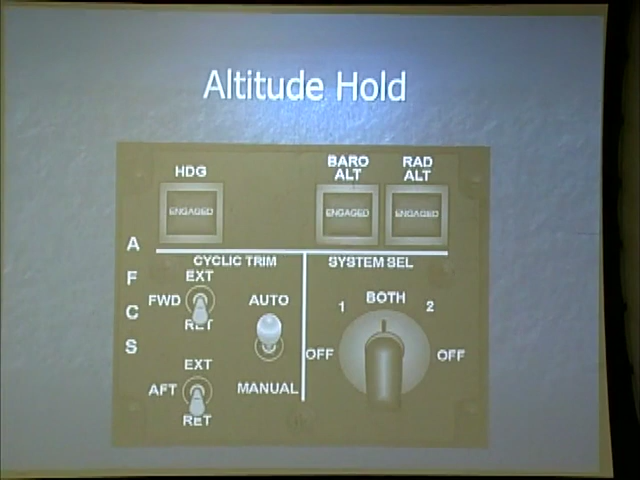 Altitude Hold
HDG
BARO ALT
RAD ALT
ENGAGED
ENGAGED
ENGAGED
A F C S
CYCLIC TRIM
SYSTEM SEL
EXT
FWD
RET
AUTO
MANUAL
EXT
AFT
RET
BOTH
1
2
OFF
OFF